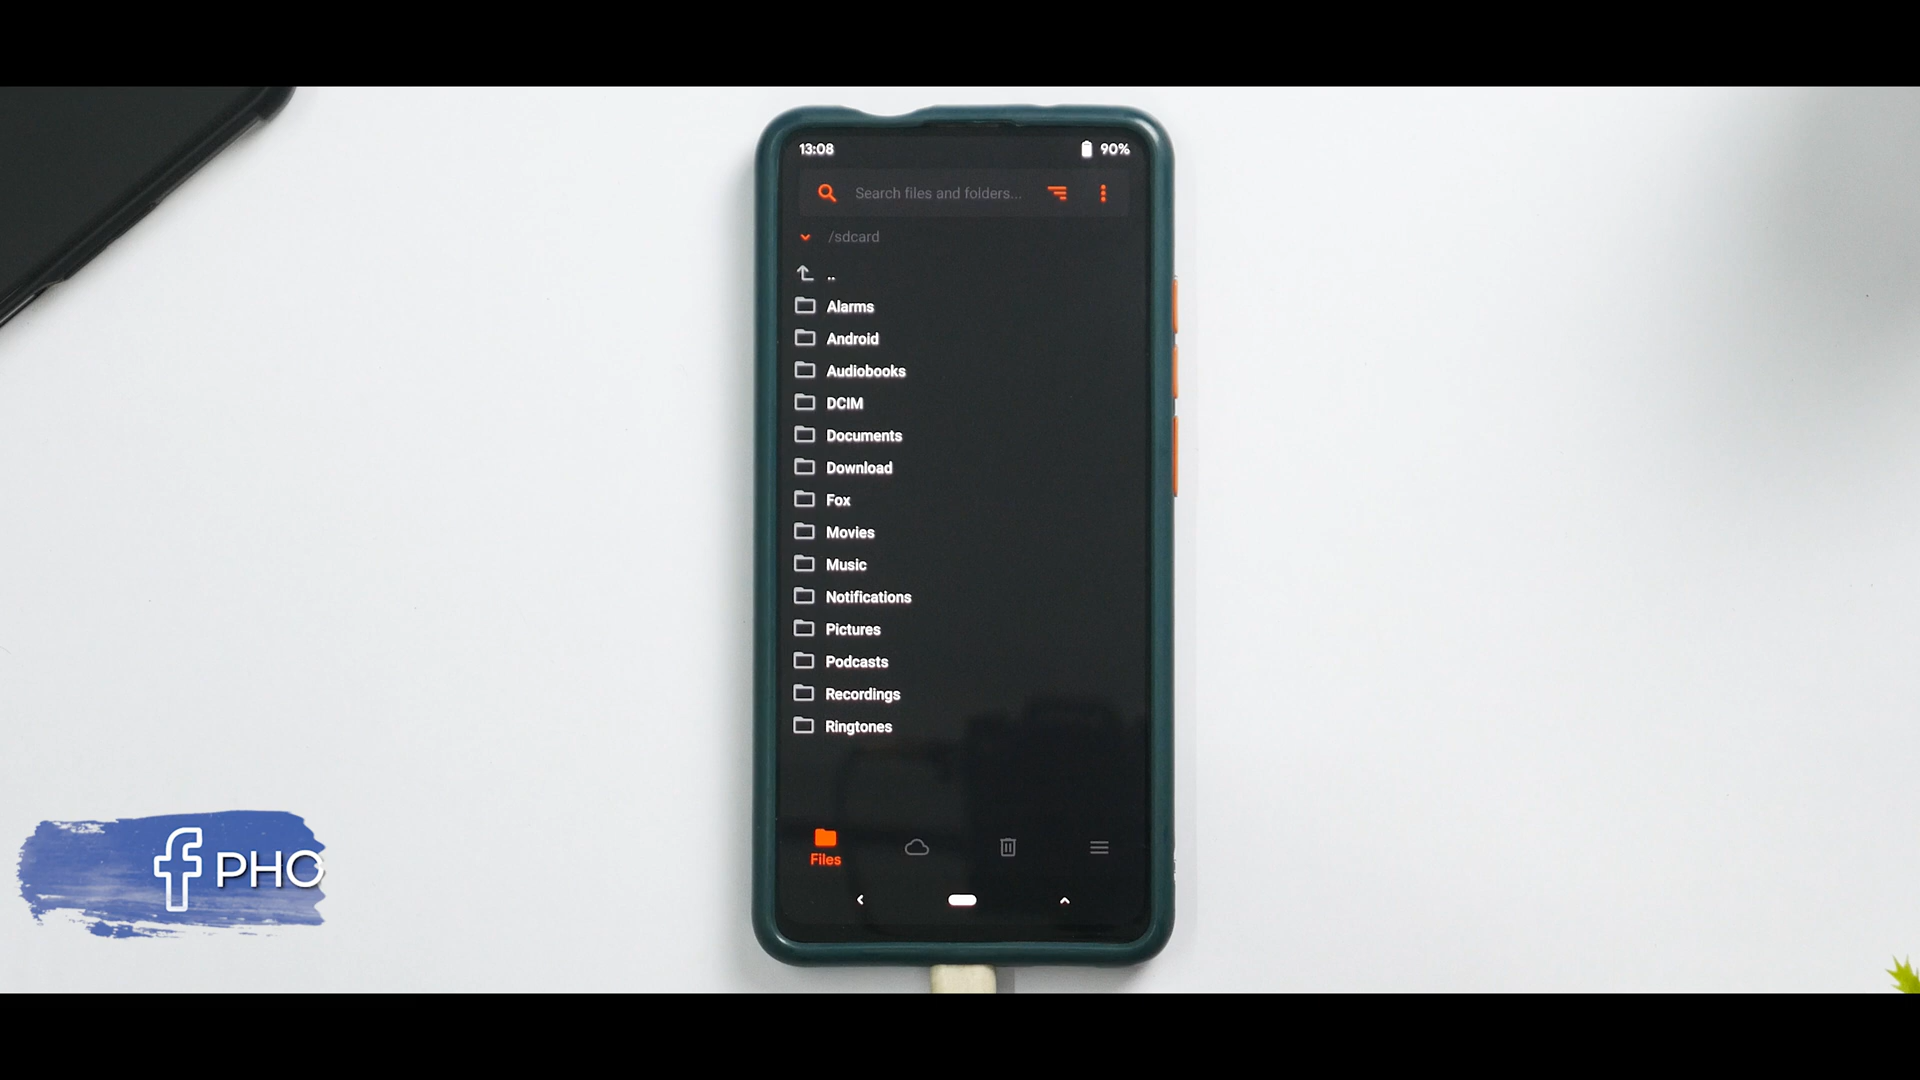 13:08 90%
Search files and folders...
/sdcard
..
Alarms
Android
Audiobooks
DCIM
Documents
Download
Fox
Movies
Music
Notifications
Pictures
Podcasts
Recordings
Ringtones
Files
f PHO